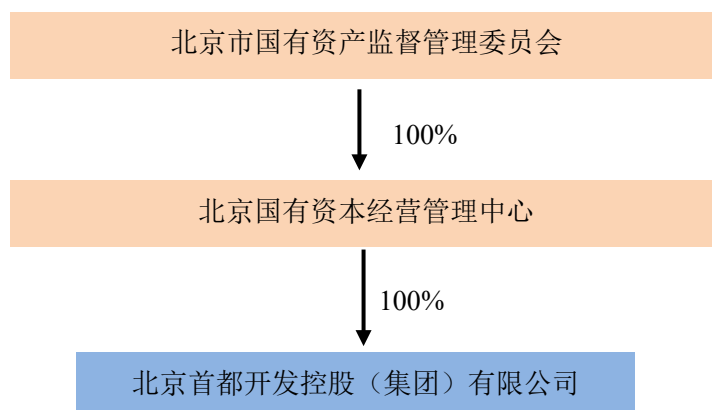 北京市国有资产监督管理委员会
100%
北京国有资本经营管理中心
100%
北京首都开发控股（集团）有限公司